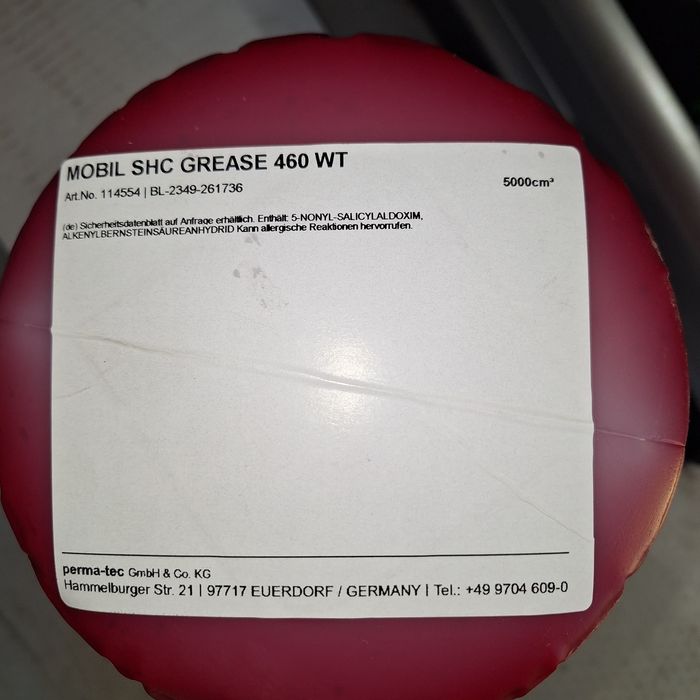 MOBIL SHC GREASE 460 WT
Art.No. 114554 | BL-2349-261736
5000cm³
(de) Sicherheitsdatenblatt auf Anfrage erhältlich. Enthält: 5-NONYL-SALICYLALDOXIM,
ALKENYLBERNSTEINSÄUREANHYDRID Kann allergische Reaktionen hervorrufen.
perma-tec GmbH & Co. KG
Hammelburger Str. 21 | 97717 EUERDORF / GERMANY | Tel.: +49 9704 609-0